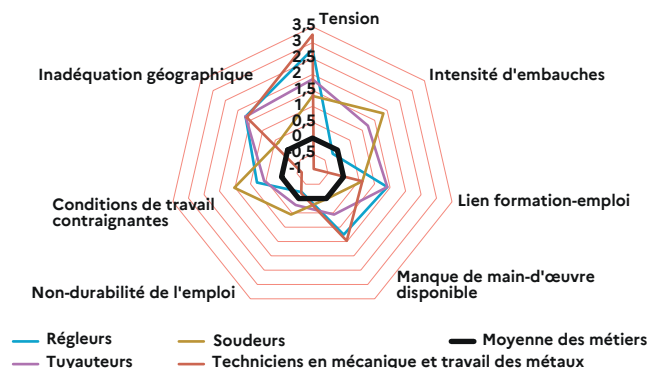 Tension
3,5
3
2,5
2
1,5
1
0,5
0
-0,5
-1
Inadéquation géographique
Intensité d'embauches
Conditions de travail
contraignantes
Lien formation-emploi
Non-durabilité de l'emploi
Manque de main-d'œuvre
disponible
Régleurs
Soudeurs
Moyenne des métiers
Tuyauteurs
Techniciens en mécanique et travail des métaux